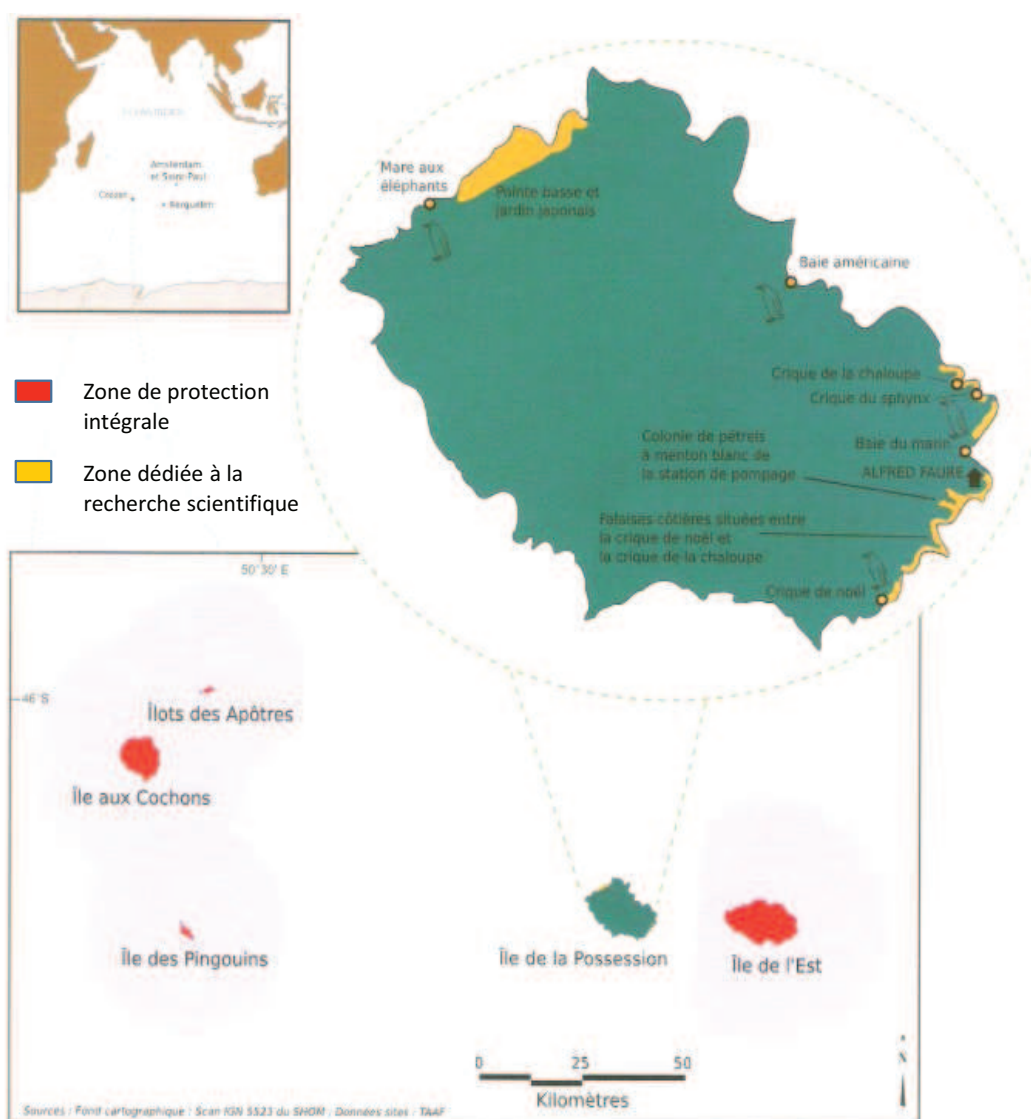 Amsterdam
et Saint-Paul
Crozet
Kerguelen
Mare aux
éléphants
Pointe basse et
jardin japonais
Baie américaine
Crique de la chaloupe
Crique du sphynx
Colonie de pétrels
à menton blanc de
la station de pompage
Baie du marin
ALFRED FAURE
Falaises côtières situées entre
la crique de noël et
la crique de la chaloupe
Crique de noël
Zone de protection
intégrale
Zone dédiée à la
recherche scientifique
50°30 E
46°S
Îlots des Apôtres
Île aux Cochons
Île des Pingouins
Île de la Possession
Île de l'Est
0 25 50
Kilomètres
N
Sources : Fond cartographique : Scan IGN 5523 du SHOM . Données sites : TAAF